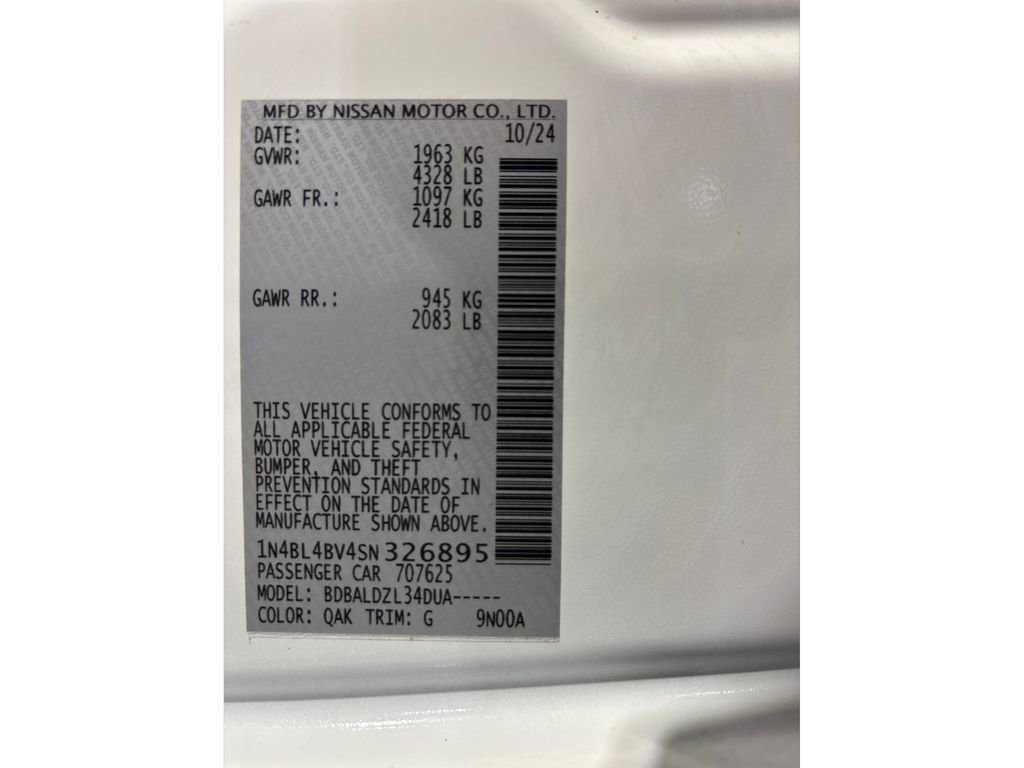 MFD BY NISSAN MOTOR CO., LTD.
DATE: 10/24
GVWR: 1963 KG
4328 LB
GAWR FR.: 1097 KG
2418 LB
GAWR RR.: 945 KG
2083 LB
THIS VEHICLE CONFORMS TO
ALL APPLICABLE FEDERAL
MOTOR VEHICLE SAFETY,
BUMPER, AND THEFT
PREVENTION STANDARDS IN
EFFECT ON THE DATE OF
MANUFACTURE SHOWN ABOVE.
1N4BL4BV4SN326895
PASSENGER CAR 707625
MODEL: BDBALDZL34DUA-----
COLOR: QAK TRIM: G 9N00A